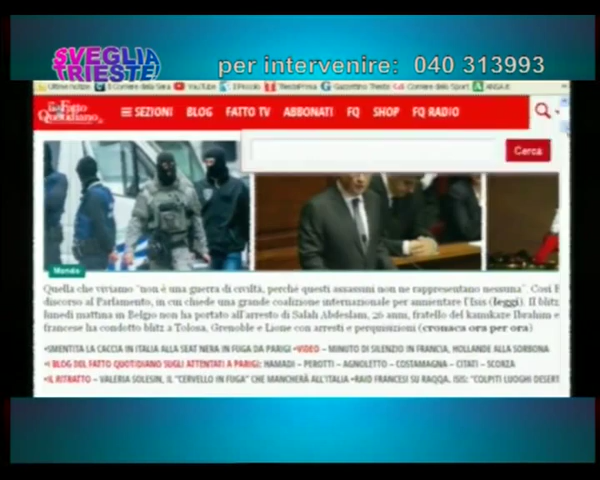 SVEGLIA
TRIESTE!
per intervenire: 040 313993
Ultime notizie Il Corriere della Sera YouTube Il Piccolo TriestePrima Gazzettino Trieste Corriere dello Sport ANSA.it
Il Fatto
Quotidiano.it
SEZIONI BLOG FATTO TV ABBONATI FQ SHOP FQ RADIO
Cerca
Mondo
Quella che viviamo "non è una guerra di civiltà, perché questi assassini non ne rappresentano nessuna". Così
discorso al Parlamento, in cui chiede una grande coalizione internazionale per annientare l'Isis (leggi). Il blitz
lunedì mattina in Belgio non ha portato all'arresto di Salah Abdeslam, 26 anni, fratello del kamikaze Ibrahim e
francese ha condotto blitz a Tolosa, Grenoble e Lione con arresti e perquisizioni (cronaca ora per ora)
•SMENTITA LA CACCIA IN ITALIA ALLA SEAT NERA IN FUGA DA PARIGI •VIDEO – MINUTO DI SILENZIO IN FRANCIA, HOLLANDE ALLA SORBONA
•I BLOG DEL FATTO QUOTIDIANO SUGLI ATTENTATI A PARIGI: HAMADI – PEROTTI – AGNOLETTO – COSTAMAGNA – CITATI – SCORZA
•IL RITRATTO – VALERIA SOLESIN, IL "CERVELLO IN FUGA" CHE MANCHERÀ ALL'ITALIA •RAID FRANCESI SU RAQQA, ISIS: "COLPITI LUOGHI DESERT